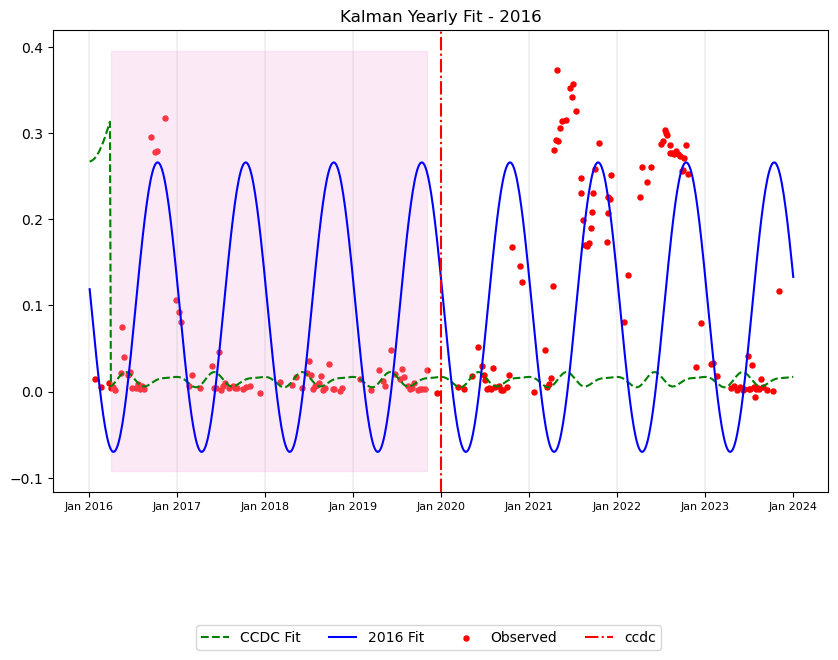 Kalman Yearly Fit - 2016
0.4
0.3
0.2
0.1
0.0
−0.1
Jan 2016 Jan 2017 Jan 2018 Jan 2019 Jan 2020 Jan 2021 Jan 2022 Jan 2023 Jan 2024
CCDC Fit 2016 Fit Observed ccdc